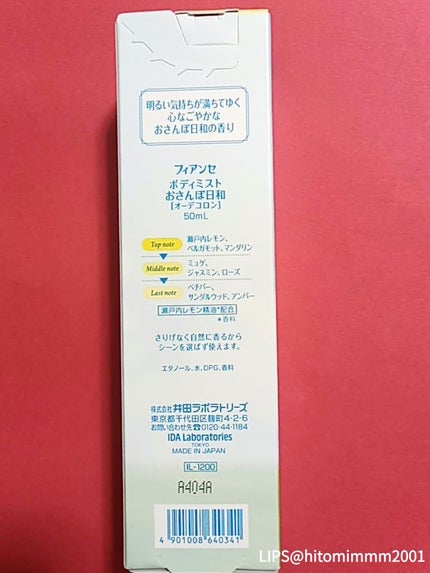 明るい気持ちが満ちてゆく
心なごやかな
おさんぽ日和の香り
フィアンセ
ボディミスト
おさんぽ日和
[オーデコロン]
50mL
Top note
瀬戸内レモン、
ベルガモット、マンダリン
Middle note
ミュゲ、
ジャスミン、ローズ
Last note
ベチバー、
サンダルウッド、アンバー
瀬戸内レモン精油*配合
*香料
さりげなく自然に香るから
シーンを選ばず使えます。
エタノール、水、DPG、香料
株式会社 井田ラボラトリーズ
東京都千代田区麹町4-2-6
お問い合わせ先☎0120-44-1184
IDA Laboratories
TOKYO
MADE IN JAPAN
IL-1200
A404A
4 901008 640341
LIPS@hitomimmm2001